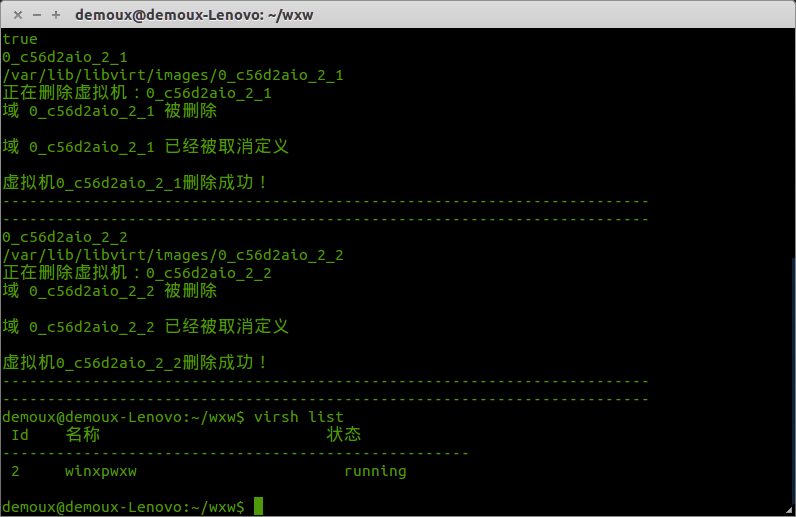 demoux@demoux-Lenovo: ~/wxw
true
0_c56d2aio_2_1
/var/lib/libvirt/images/0_c56d2aio_2_1
正在删除虚拟机：0_c56d2aio_2_1
域 0_c56d2aio_2_1 被删除
域 0_c56d2aio_2_1 已经被取消定义
虚拟机0_c56d2aio_2_1删除成功！
------------------------------------------------------------------------
------------------------------------------------------------------------
0_c56d2aio_2_2
/var/lib/libvirt/images/0_c56d2aio_2_2
正在删除虚拟机：0_c56d2aio_2_2
域 0_c56d2aio_2_2 被删除
域 0_c56d2aio_2_2 已经被取消定义
虚拟机0_c56d2aio_2_2删除成功！
------------------------------------------------------------------------
------------------------------------------------------------------------
demoux@demoux-Lenovo:~/wxw$ virsh list
 Id    名称                         状态
----------------------------------------------------
 2     winxpwxw                       running
demoux@demoux-Lenovo:~/wxw$